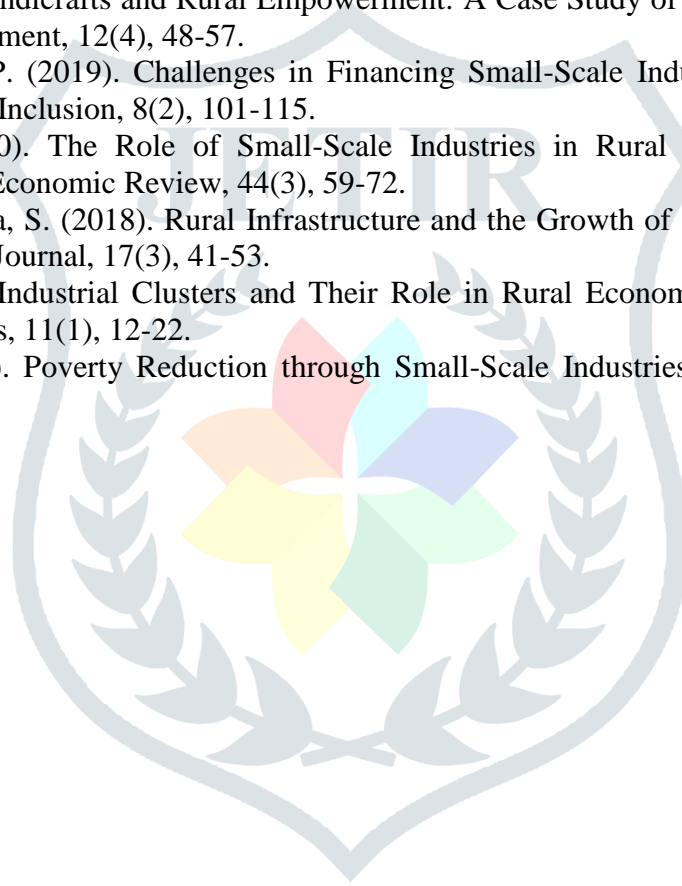 ndicrafts and Rural Empowerment: A Case Study of
ment, 12(4), 48-57.
P. (2019). Challenges in Financing Small-Scale Indu
Inclusion, 8(2), 101-115.
0). The Role of Small-Scale Industries in Rural
Economic Review, 44(3), 59-72.
a, S. (2018). Rural Infrastructure and the Growth of
Journal, 17(3), 41-53.
Industrial Clusters and Their Role in Rural Econom
s, 11(1), 12-22.
). Poverty Reduction through Small-Scale Industries
JETIR